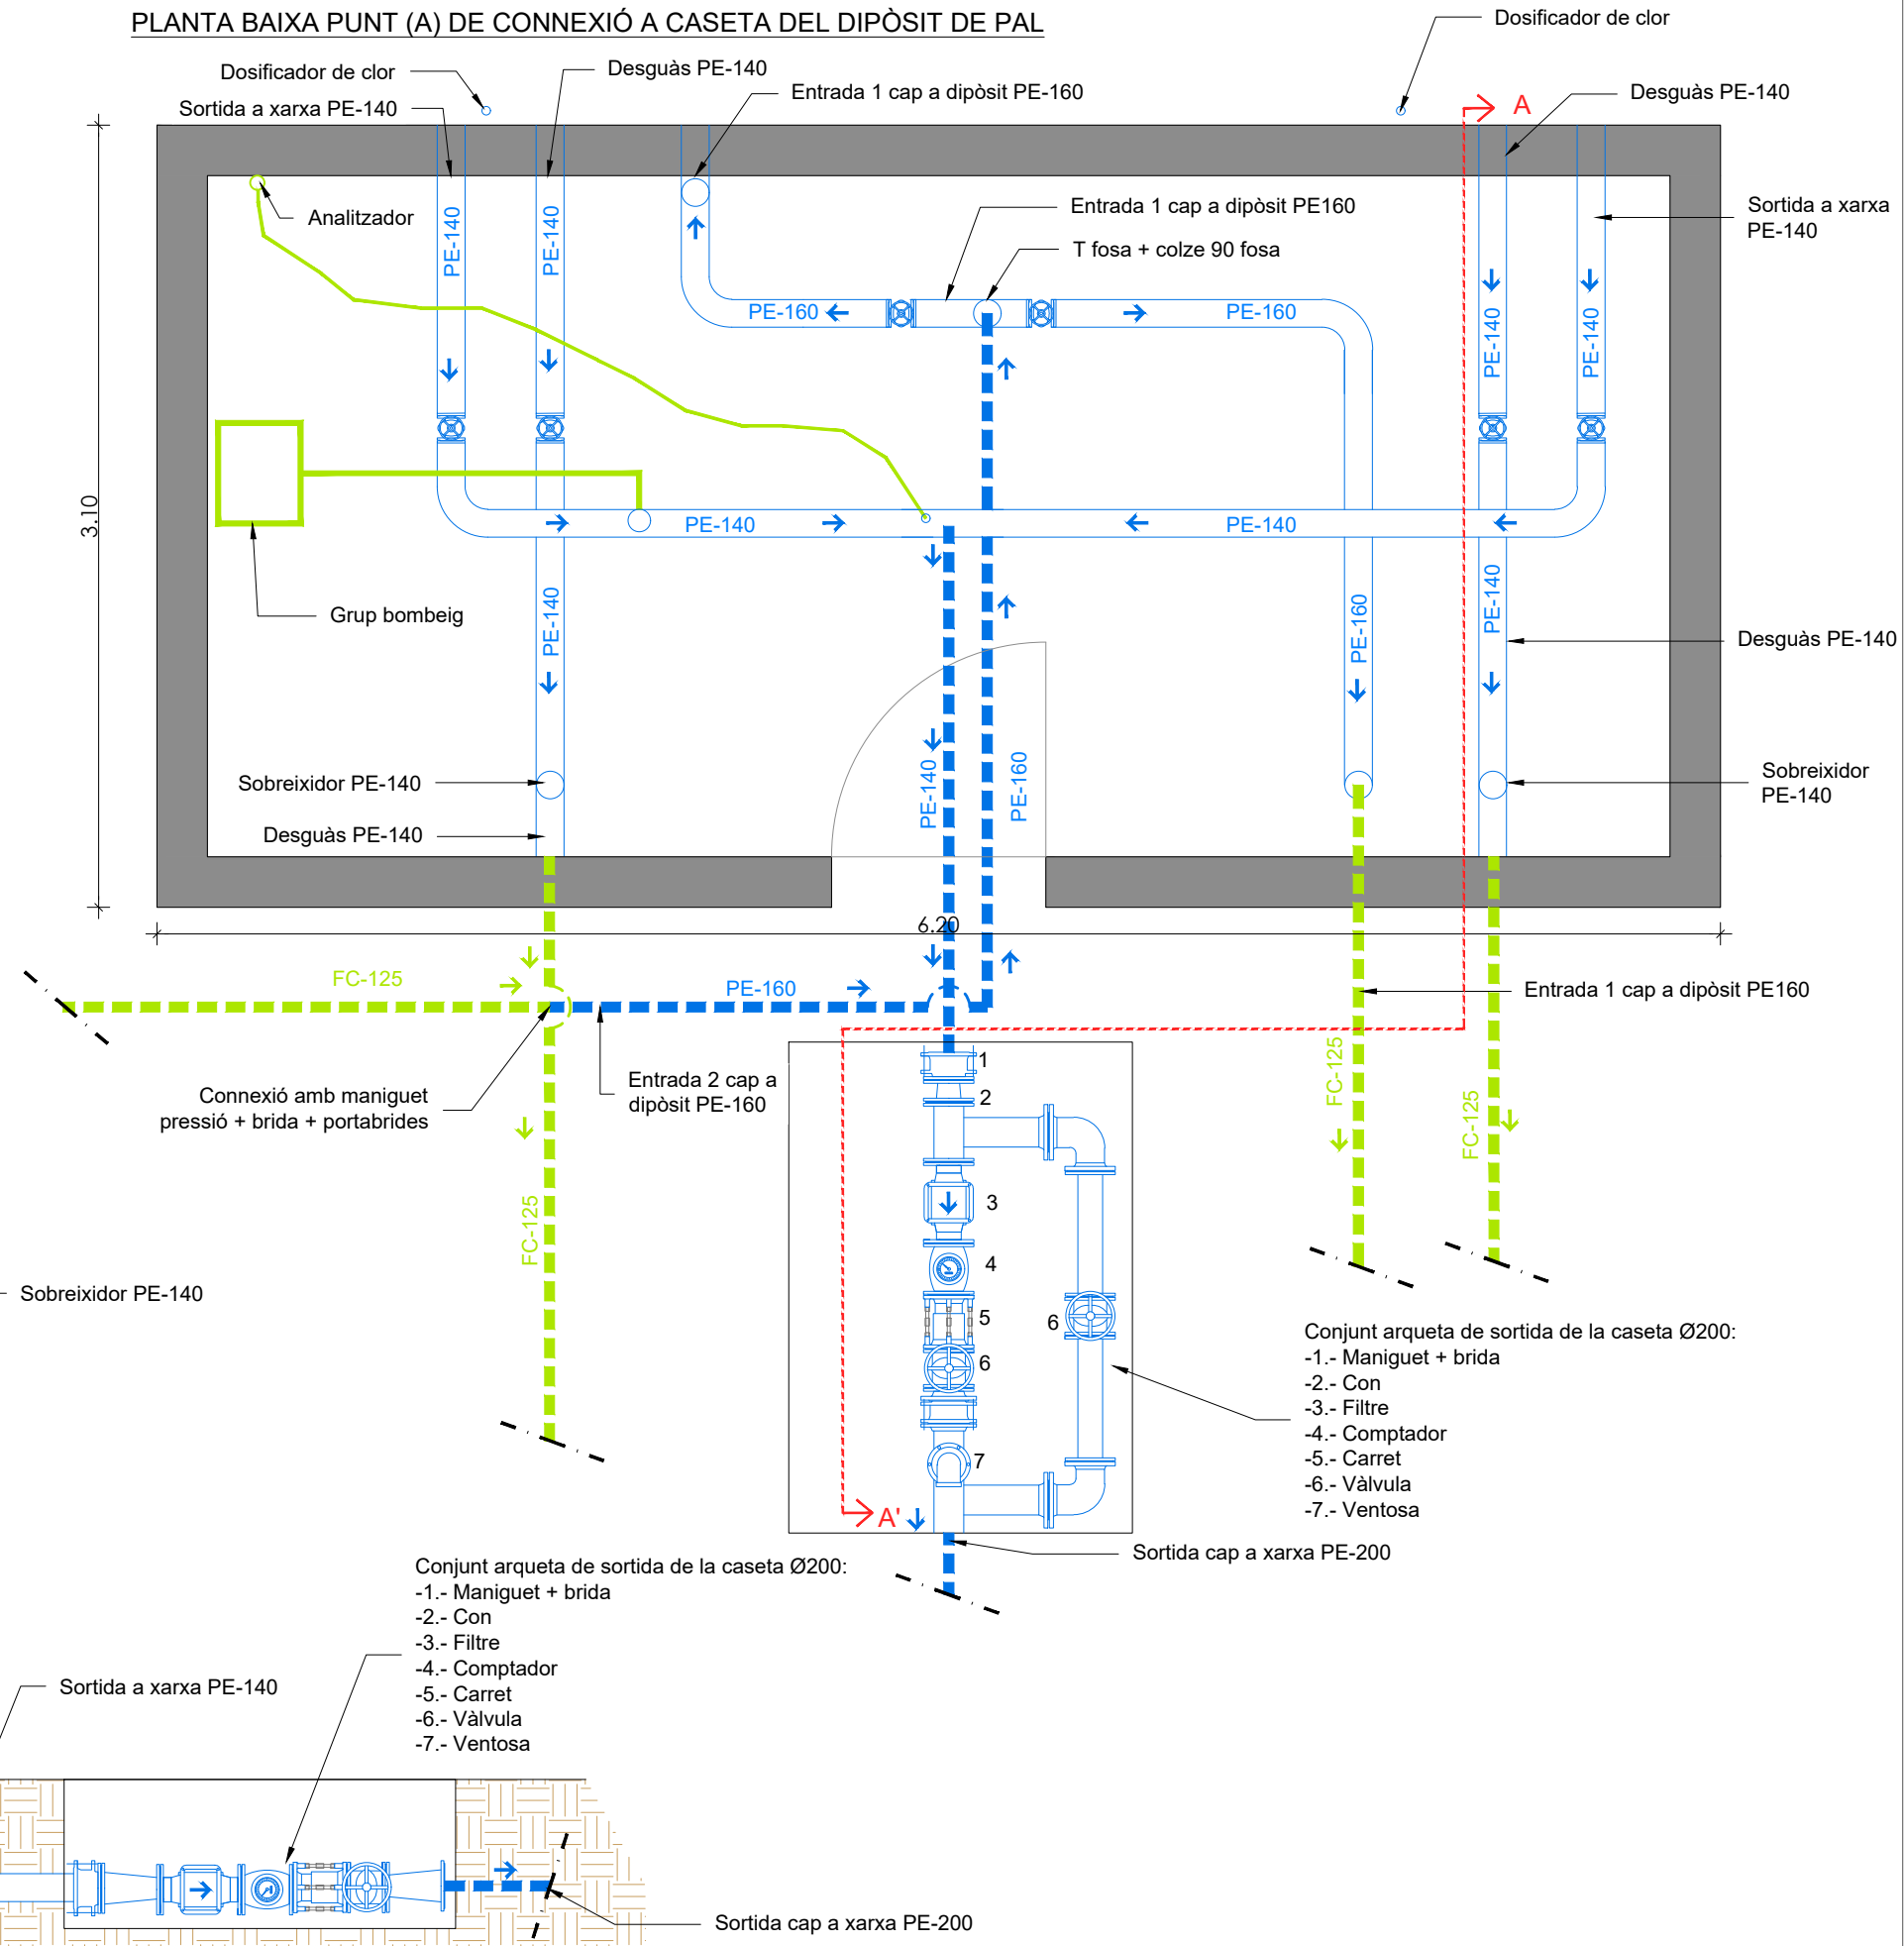 PLANTA BAIXA PUNT (A) DE CONNEXIÓ A CASETA DEL DIPÒSIT DE PAL
Dosificador de clor
Dosificador de clor
Desguàs PE-140
Entrada 1 cap a dipòsit PE-160
Desguàs PE-140
Sortida a xarxa PE-140
A
Analitzador
Entrada 1 cap a dipòsit PE160
Sortida a xarxa
PE-140
T fosa + colze 90 fosa
PE-140
PE-140
PE-160
PE-160
PE-140
PE-140
3.10
PE-140
PE-140
Grup bombeig
PE-140
PE-160
PE-140
Desguàs PE-140
Sobreixidor PE-140
PE-140
PE-160
Sobreixidor
PE-140
Desguàs PE-140
6.20
FC-125
PE-160
Entrada 1 cap a dipòsit PE160
Connexió amb maniguet
pressió + brida + portabrides
Entrada 2 cap a
dipòsit PE-160
1
2
3
4
5
6
6
7
FC-125
FC-125
FC-125
Sobreixidor PE-140
Conjunt arqueta de sortida de la caseta Ø200:
-1.- Maniguet + brida
-2.- Con
-3.- Filtre
-4.- Comptador
-5.- Carret
-6.- Vàlvula
-7.- Ventosa
A'
Sortida cap a xarxa PE-200
Conjunt arqueta de sortida de la caseta Ø200:
-1.- Maniguet + brida
-2.- Con
-3.- Filtre
-4.- Comptador
-5.- Carret
-6.- Vàlvula
-7.- Ventosa
Sortida a xarxa PE-140
Sortida cap a xarxa PE-200